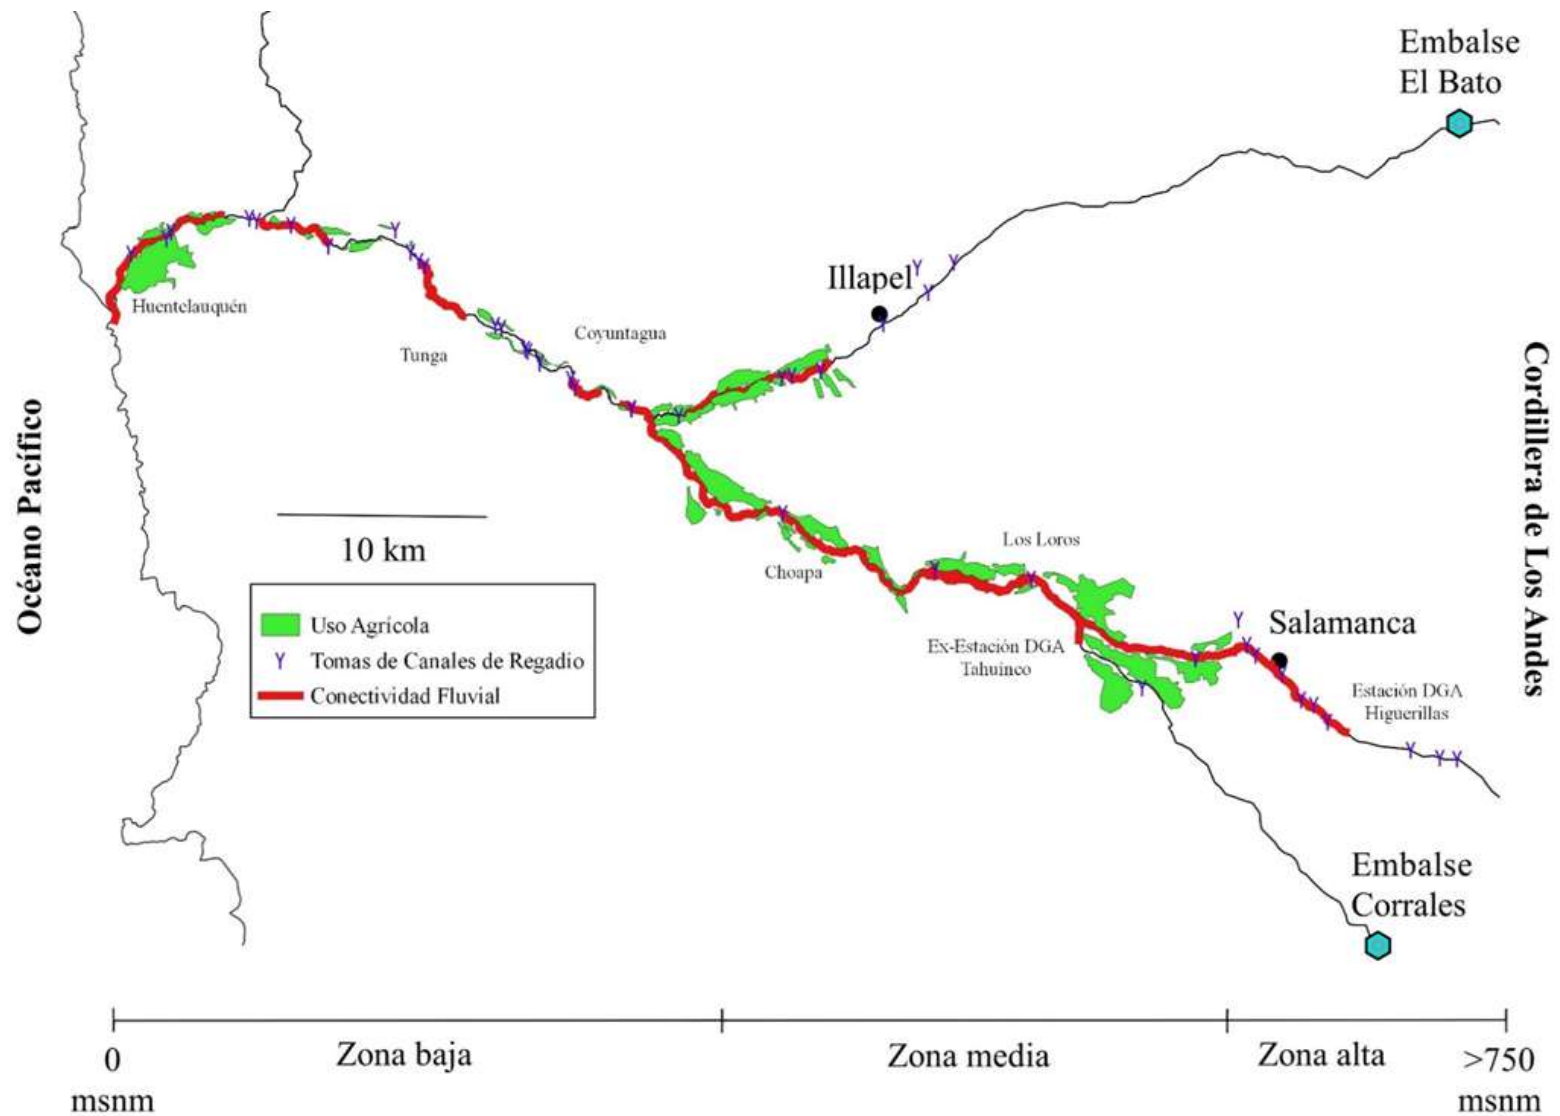 Embalse
El Bato
Illapel
Huentelauquén
Coyuntagua
Tunga
Océano Pacífico
Cordillera de Los Andes
10 km
Los Loros
Choapa
Uso Agrícola
Tomas de Canales de Regadio
Conectividad Fluvial
Salamanca
Ex-Estación DGA
Tahuinco
Estación DGA
Higuerillas
Embalse
Corrales
0
msnm
Zona baja
Zona media
Zona alta
>750
msnm